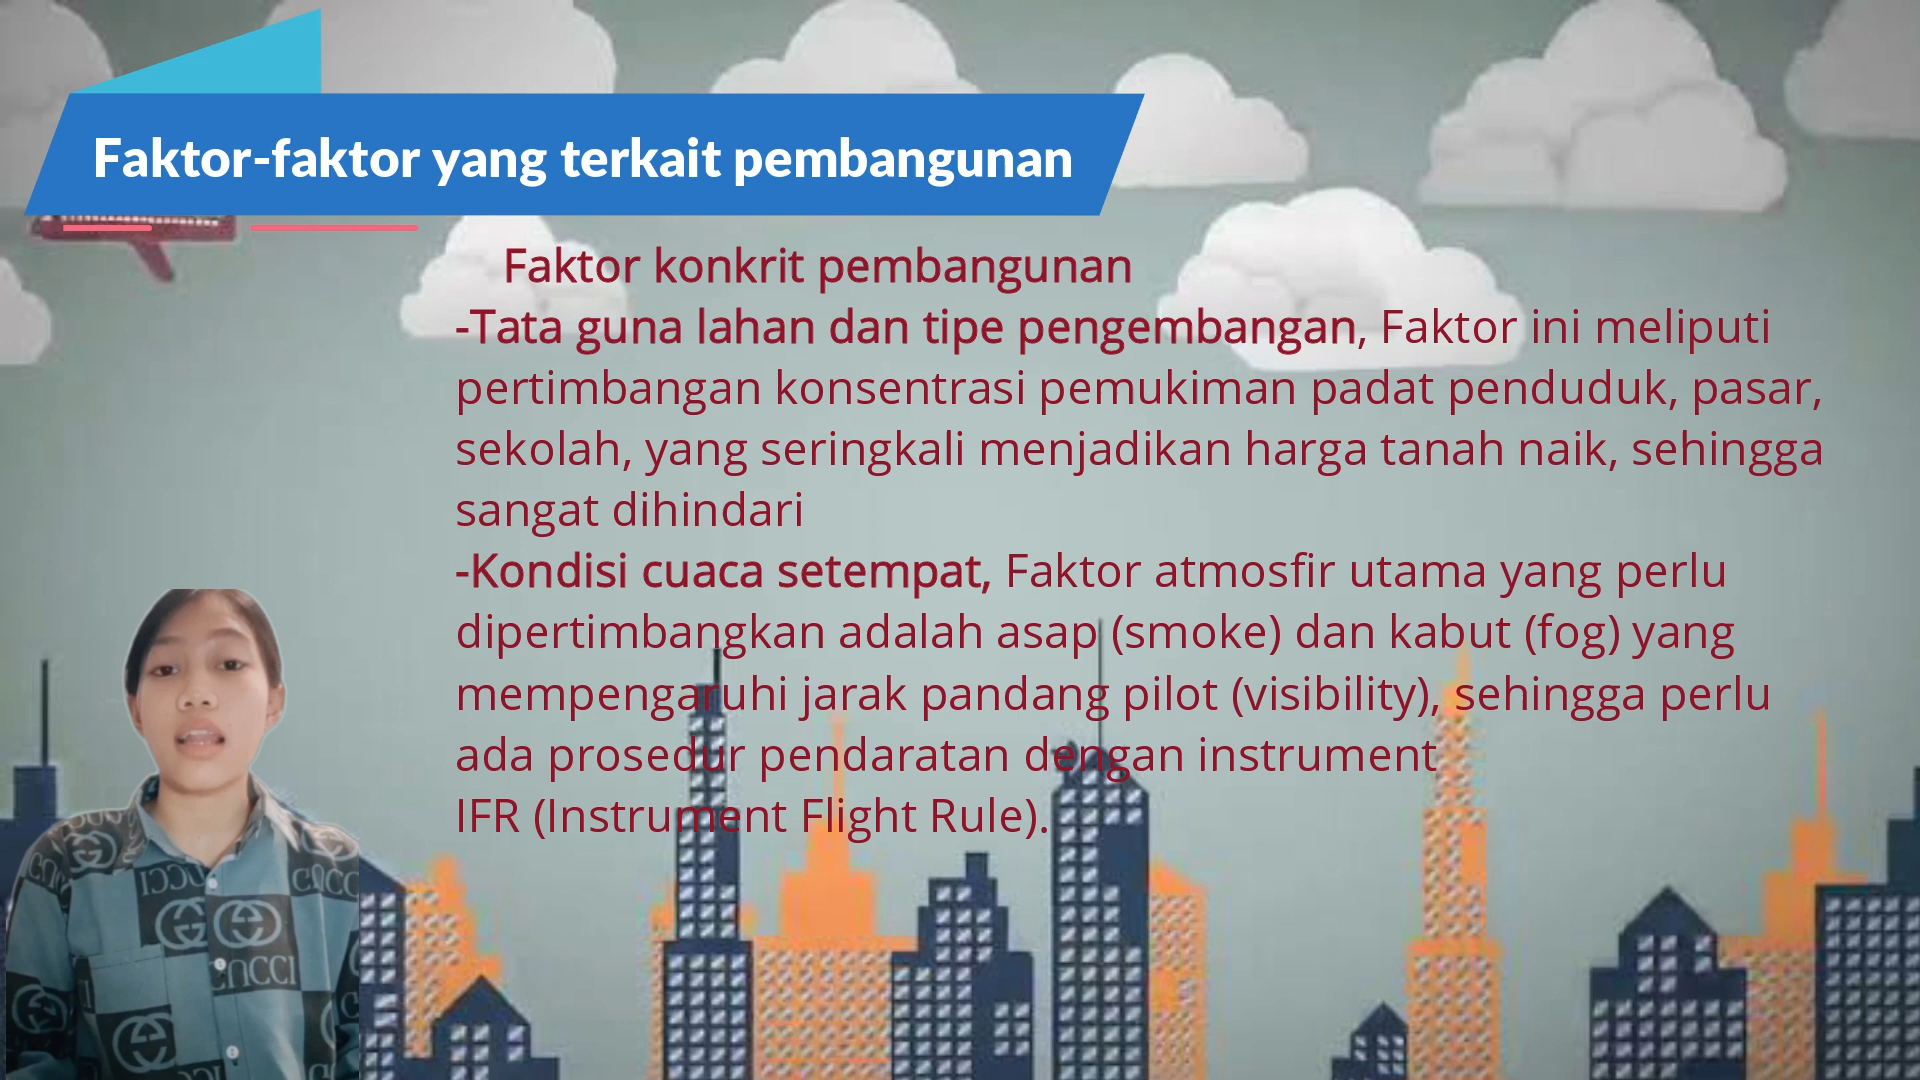 Faktor-faktor yang terkait pembangunan
Faktor konkrit pembangunan
-Tata guna lahan dan tipe pengembangan, Faktor ini meliputi
pertimbangan konsentrasi pemukiman padat penduduk, pasar,
sekolah, yang seringkali menjadikan harga tanah naik, sehingga
sangat dihindari
-Kondisi cuaca setempat, Faktor atmosfir utama yang perlu
dipertimbangkan adalah asap (smoke) dan kabut (fog) yang
mempengaruhi jarak pandang pilot (visibility), sehingga perlu
ada prosedur pendaratan dengan instrument
IFR (Instrument Flight Rule).